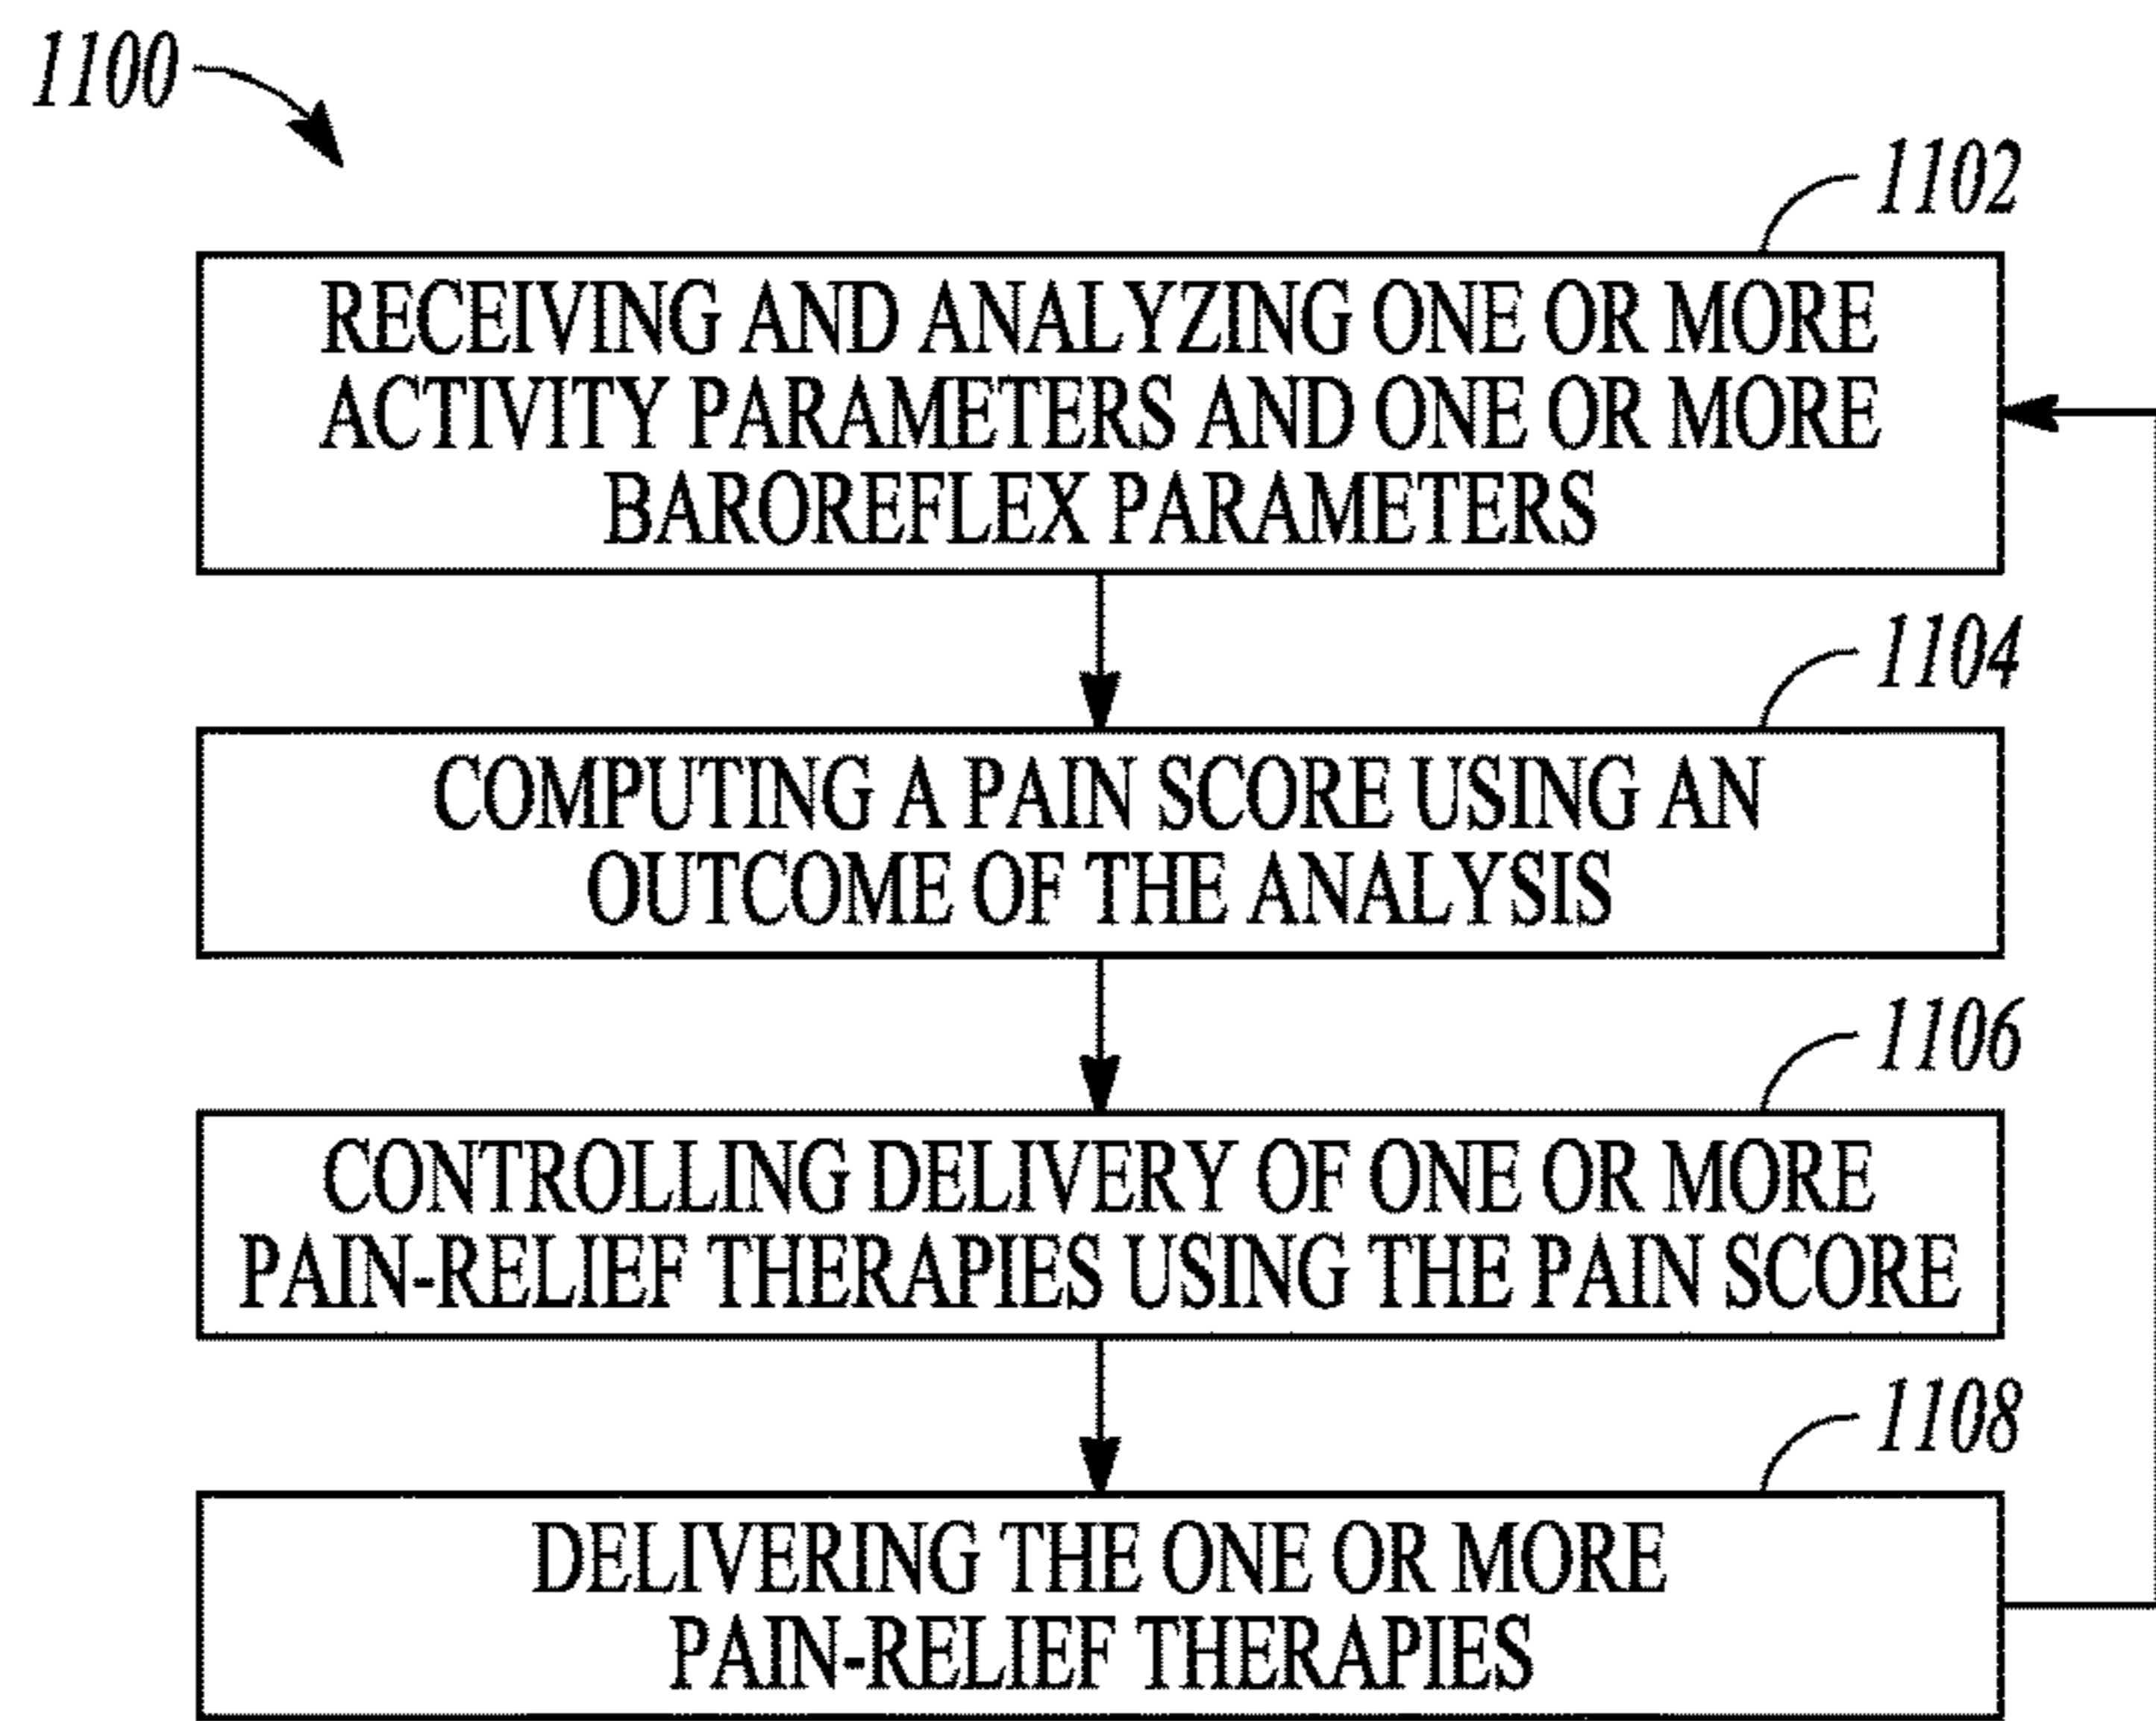 1100
1102
RECEIVING AND ANALYZING ONE OR MORE
ACTIVITY PARAMETERS AND ONE OR MORE
BAROREFLEX PARAMETERS
1104
COMPUTING A PAIN SCORE USING AN
OUTCOME OF THE ANALYSIS
1106
CONTROLLING DELIVERY OF ONE OR MORE
PAIN-RELIEF THERAPIES USING THE PAIN SCORE
1108
DELIVERING THE ONE OR MORE
PAIN-RELIEF THERAPIES